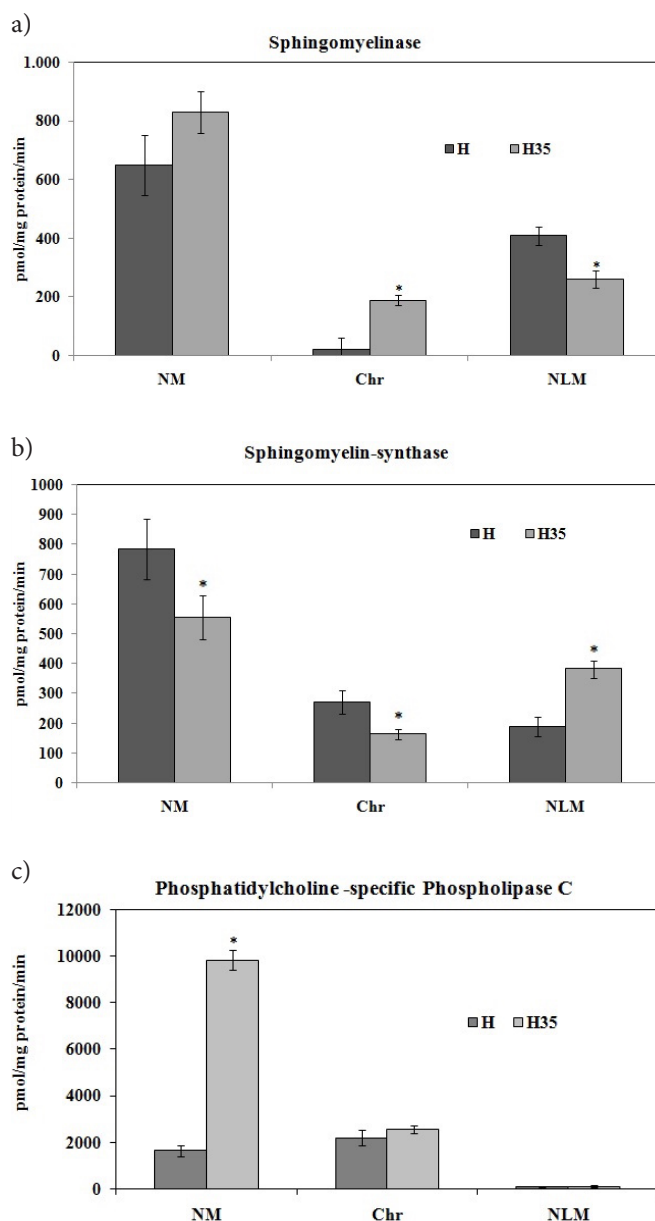 a)
Sphingomyelinase
1.000
800
600
400
200
0
pmol/mg protein/min
H H35
*
*
NM Chr NLM
b)
Sphingomyelin-synthase
1000
900
800
700
600
500
400
300
200
100
0
pmol/mg protein/min
H H35
*
*
*
NM Chr NLM
c)
Phosphatidylcholine -specific Phospholipase C
12000
10000
8000
6000
4000
2000
0
pmol/mg protein/min
H H35
*
NM Chr NLM